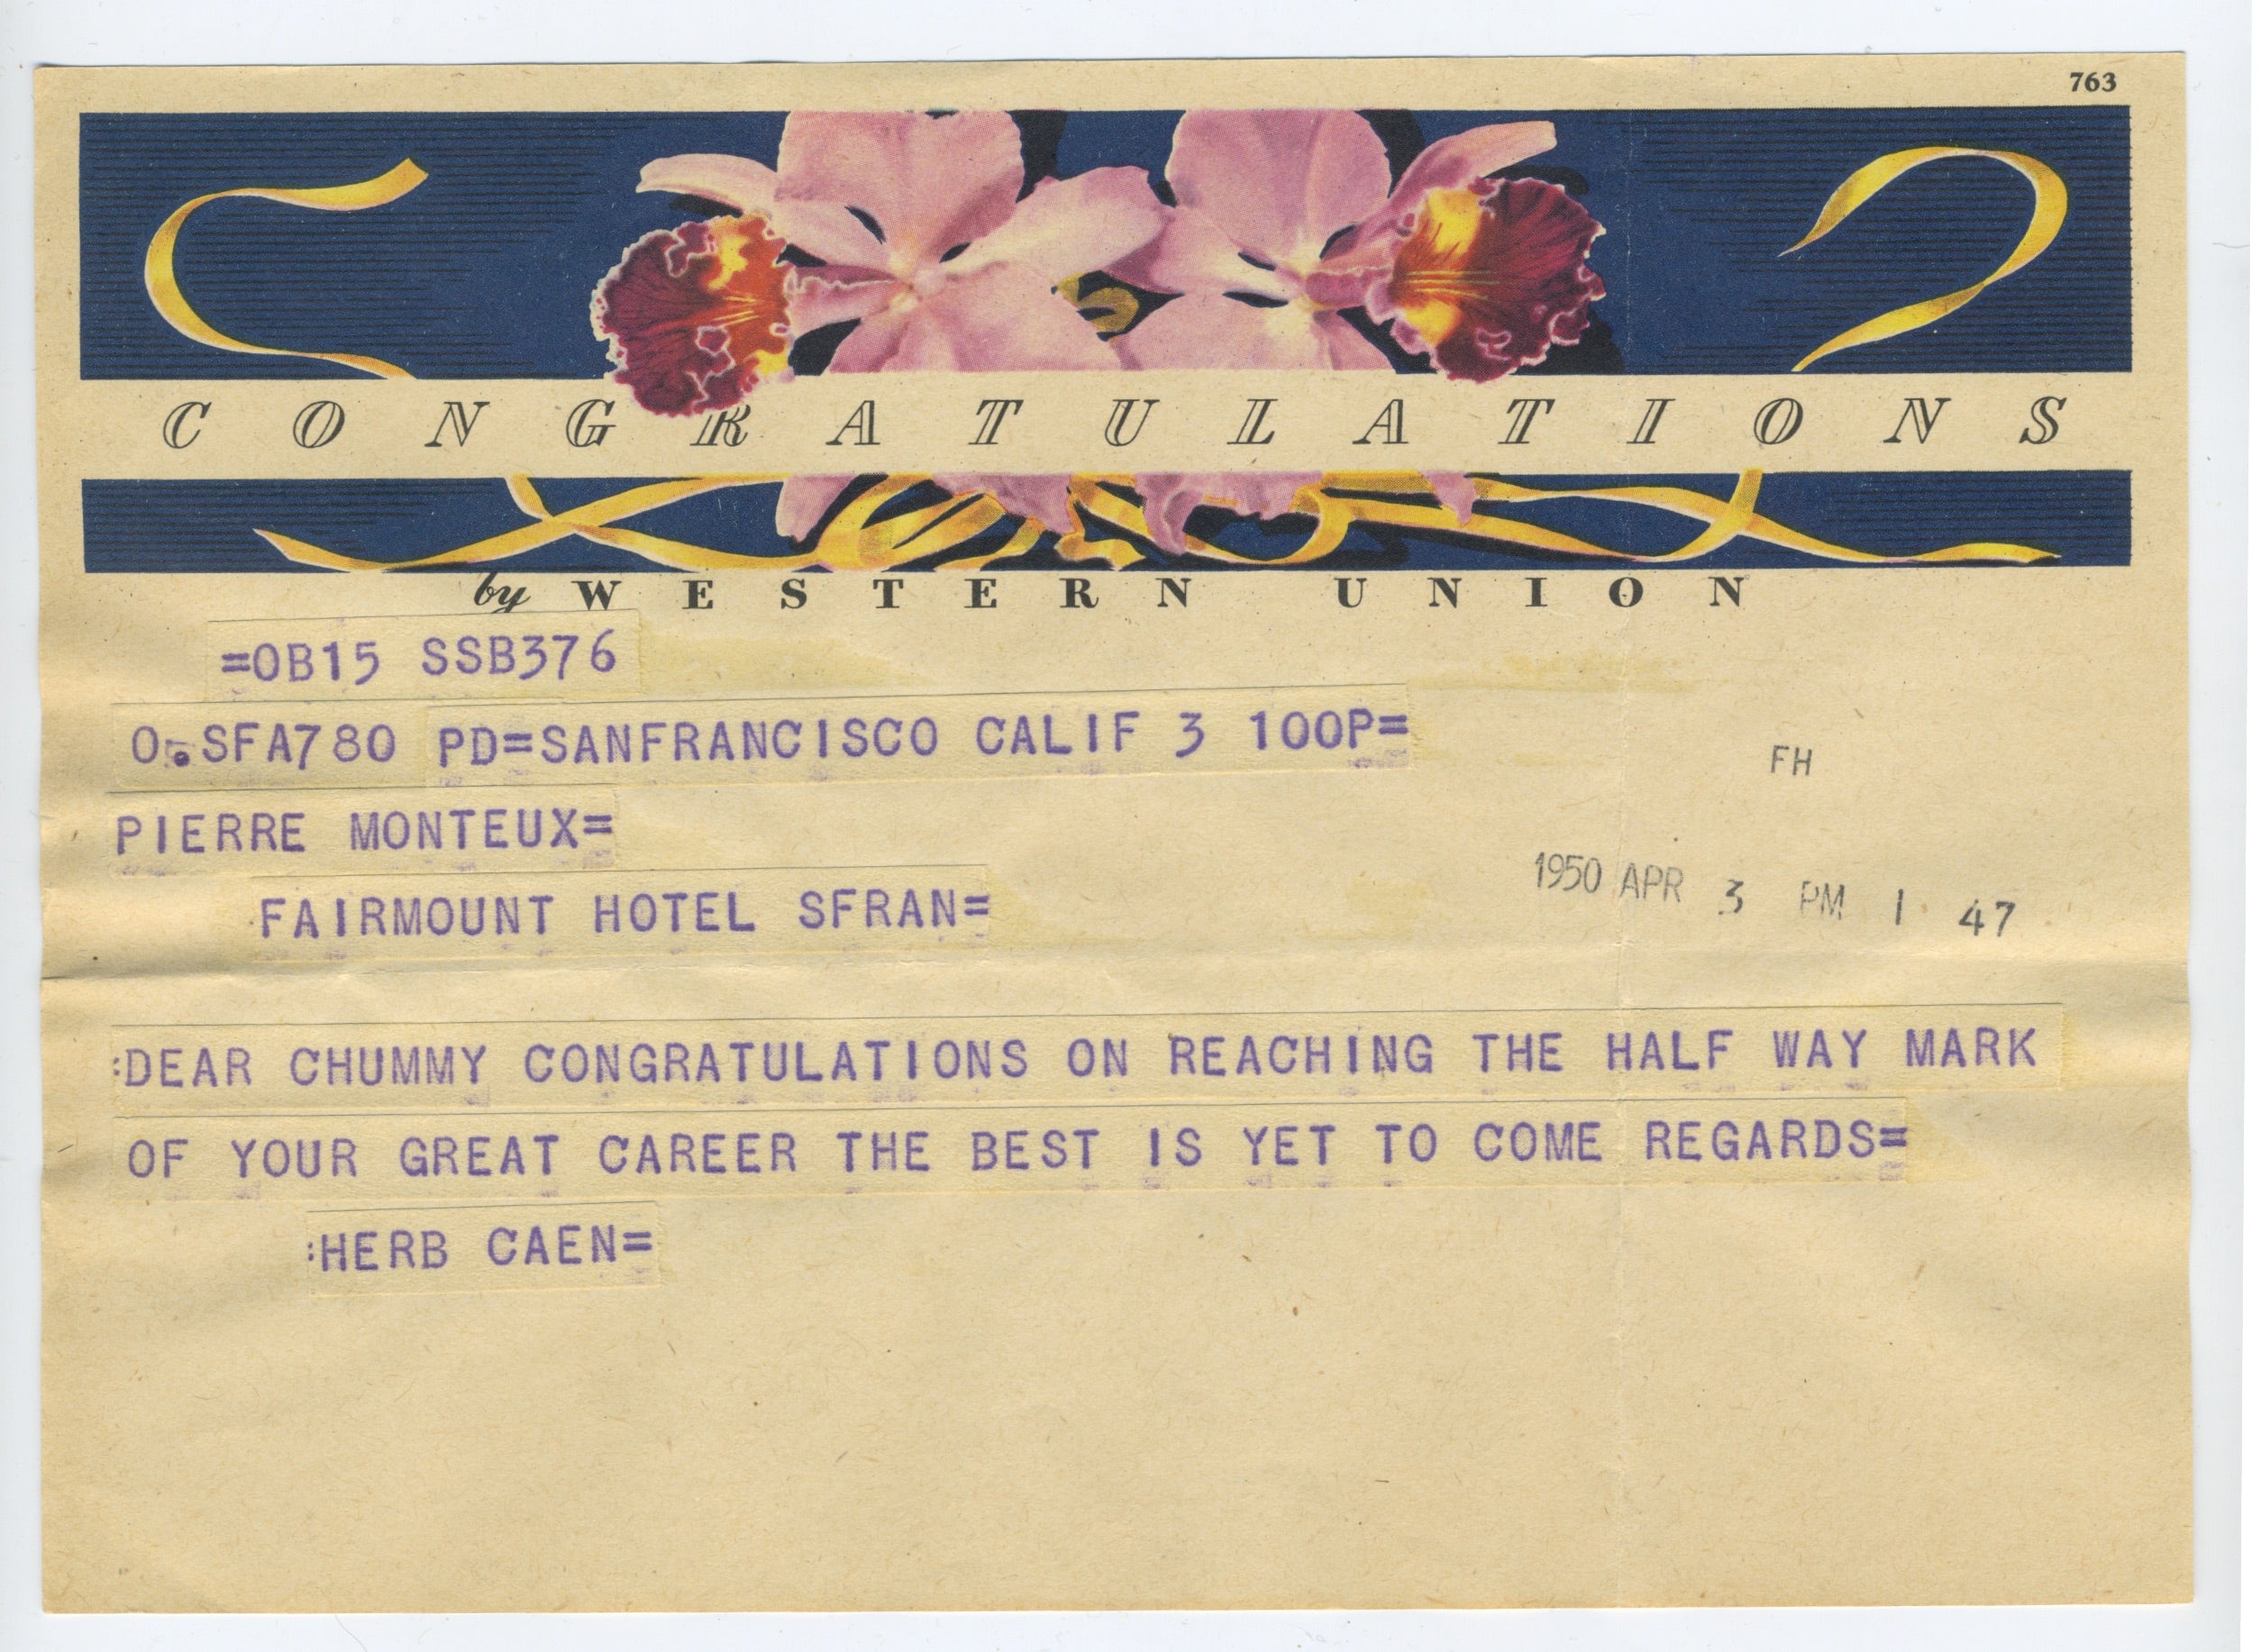 763
CONGRATULATIONS
by WESTERN UNION
=OB15 SSB376
O.SFA780 PD=SANFRANCISCO CALIF 3 100P=
FH
PIERRE MONTEUX=
1950 APR 3 PM 1 47
FAIRMOUNT HOTEL SFRAN=
:DEAR CHUMMY CONGRATULATIONS ON REACHING THE HALF WAY MARK
OF YOUR GREAT CAREER THE BEST IS YET TO COME REGARDS=
:HERB CAEN=